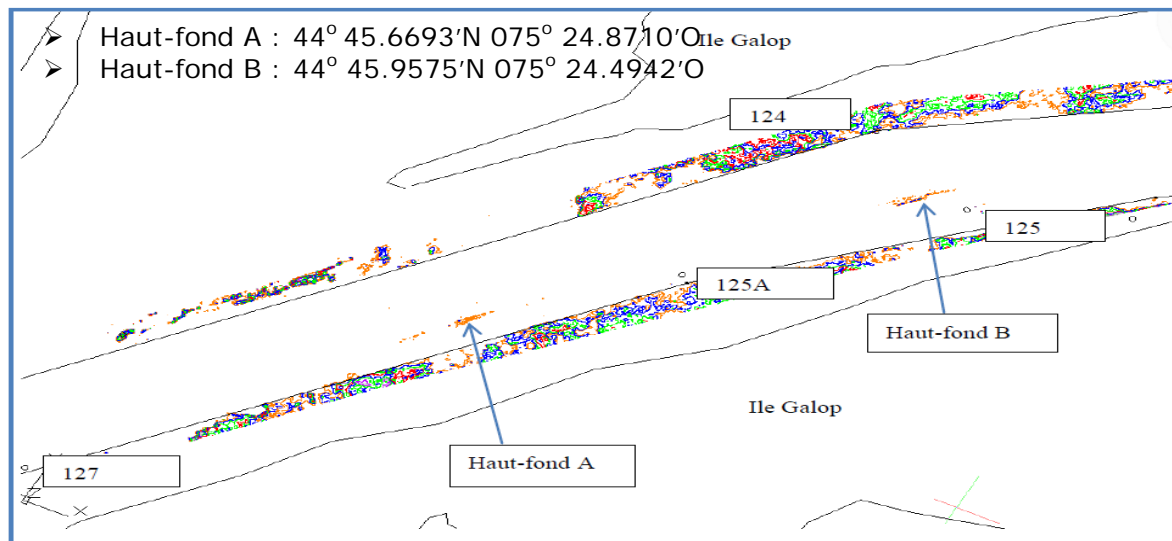 ➢ Haut-fond A : 44° 45.6693'N 075° 24.8710'O
Ile Galop
➢ Haut-fond B : 44° 45.9575'N 075° 24.4942'O
124
125
125A
Haut-fond B
Ile Galop
Haut-fond A
127